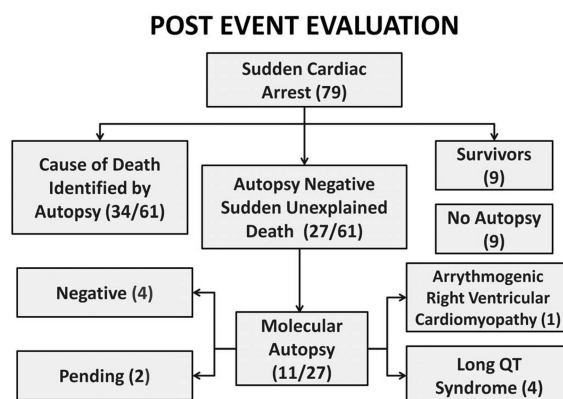 POST EVENT EVALUATION
Sudden Cardiac
Arrest (79)
Cause of Death
Identified by
Autopsy (34/61)
Autopsy Negative
Sudden Unexplained
Death (27/61)
Survivors
(9)
No Autopsy
(9)
Negative (4)
Pending (2)
Molecular
Autopsy
(11/27)
Arrythmogenic
Right Ventricular
Cardiomyopathy (1)
Long QT
Syndrome (4)